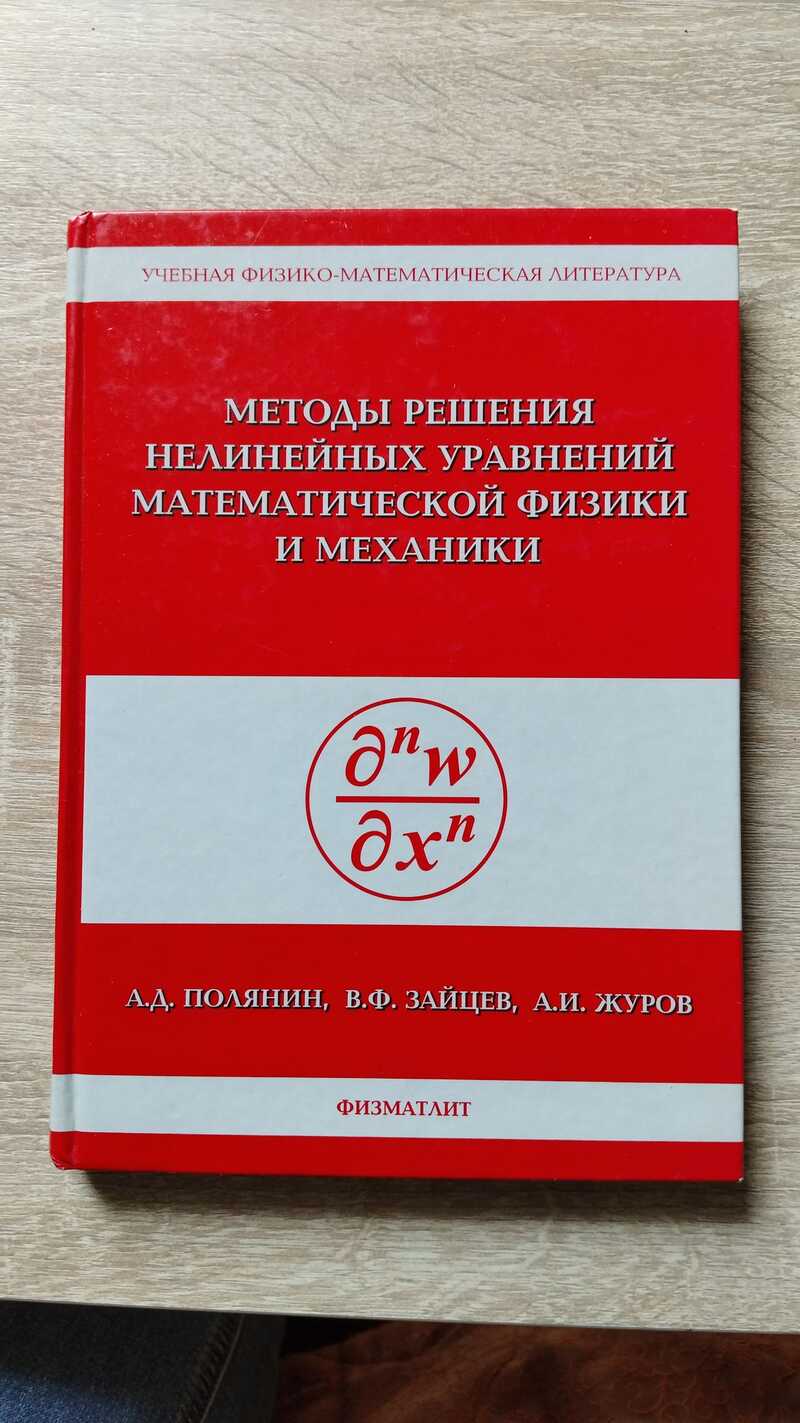 УЧЕБНАЯ ФИЗИКО-МАТЕМАТИЧЕСКАЯ ЛИТЕРАТУРА
МЕТОДЫ РЕШЕНИЯ
НЕЛИНЕЙНЫХ УРАВНЕНИЙ
МАТЕМАТИЧЕСКОЙ ФИЗИКИ
И МЕХАНИКИ
∂ⁿw
∂xⁿ
А.Д. ПОЛЯНИН, В.Ф. ЗАЙЦЕВ, А.И. ЖУРОВ
ФИЗМАТЛИТ